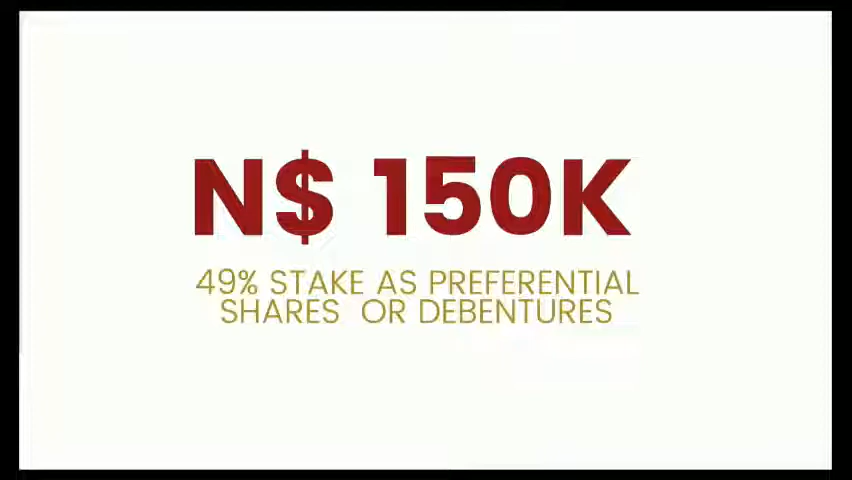 N$ 150K
49% STAKE AS PREFERENTIAL
SHARES OR DEBENTURES